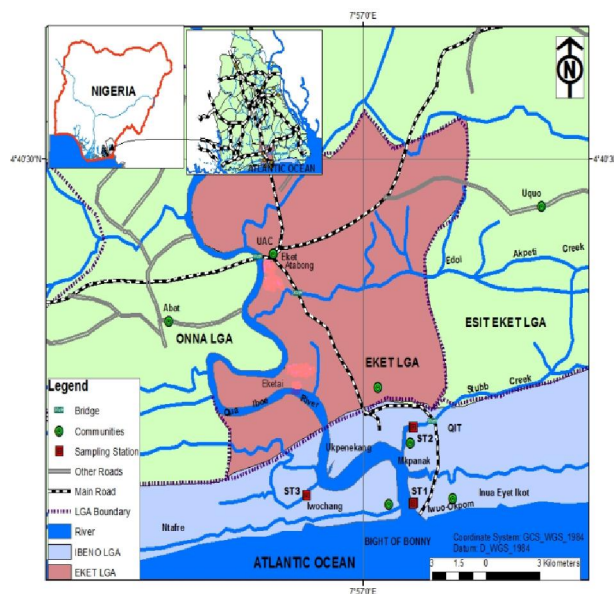 7°57'0"E
NIGERIA
ATLANTIC OCEAN
N
4°40'30"N
4°40'30"N
Uquo
UAC
Eket
Atabong
Akpeti
Creek
Edoi
Abat
ONNA LGA
ESIT EKET LGA
EKET LGA
Eketai
Qua Iboe River
Stubb Creek
Legend
Bridge
Communities
Sampling Station
Other Roads
Main Road
LGA Boundary
River
IBENO LGA
EKET LGA
QIT
ST2
Ukpenekang
Mkpanak
ST3
Iwochang
ST1
Inua Eyet Ikot
Iwuo-Okpom
Ntafre
BIGHT OF BONNY
Coordinate System: GCS_WGS_1984
Datum: D_WGS_1984
ATLANTIC OCEAN
0 1.5 0 3 Kilometers
7°57'0"E